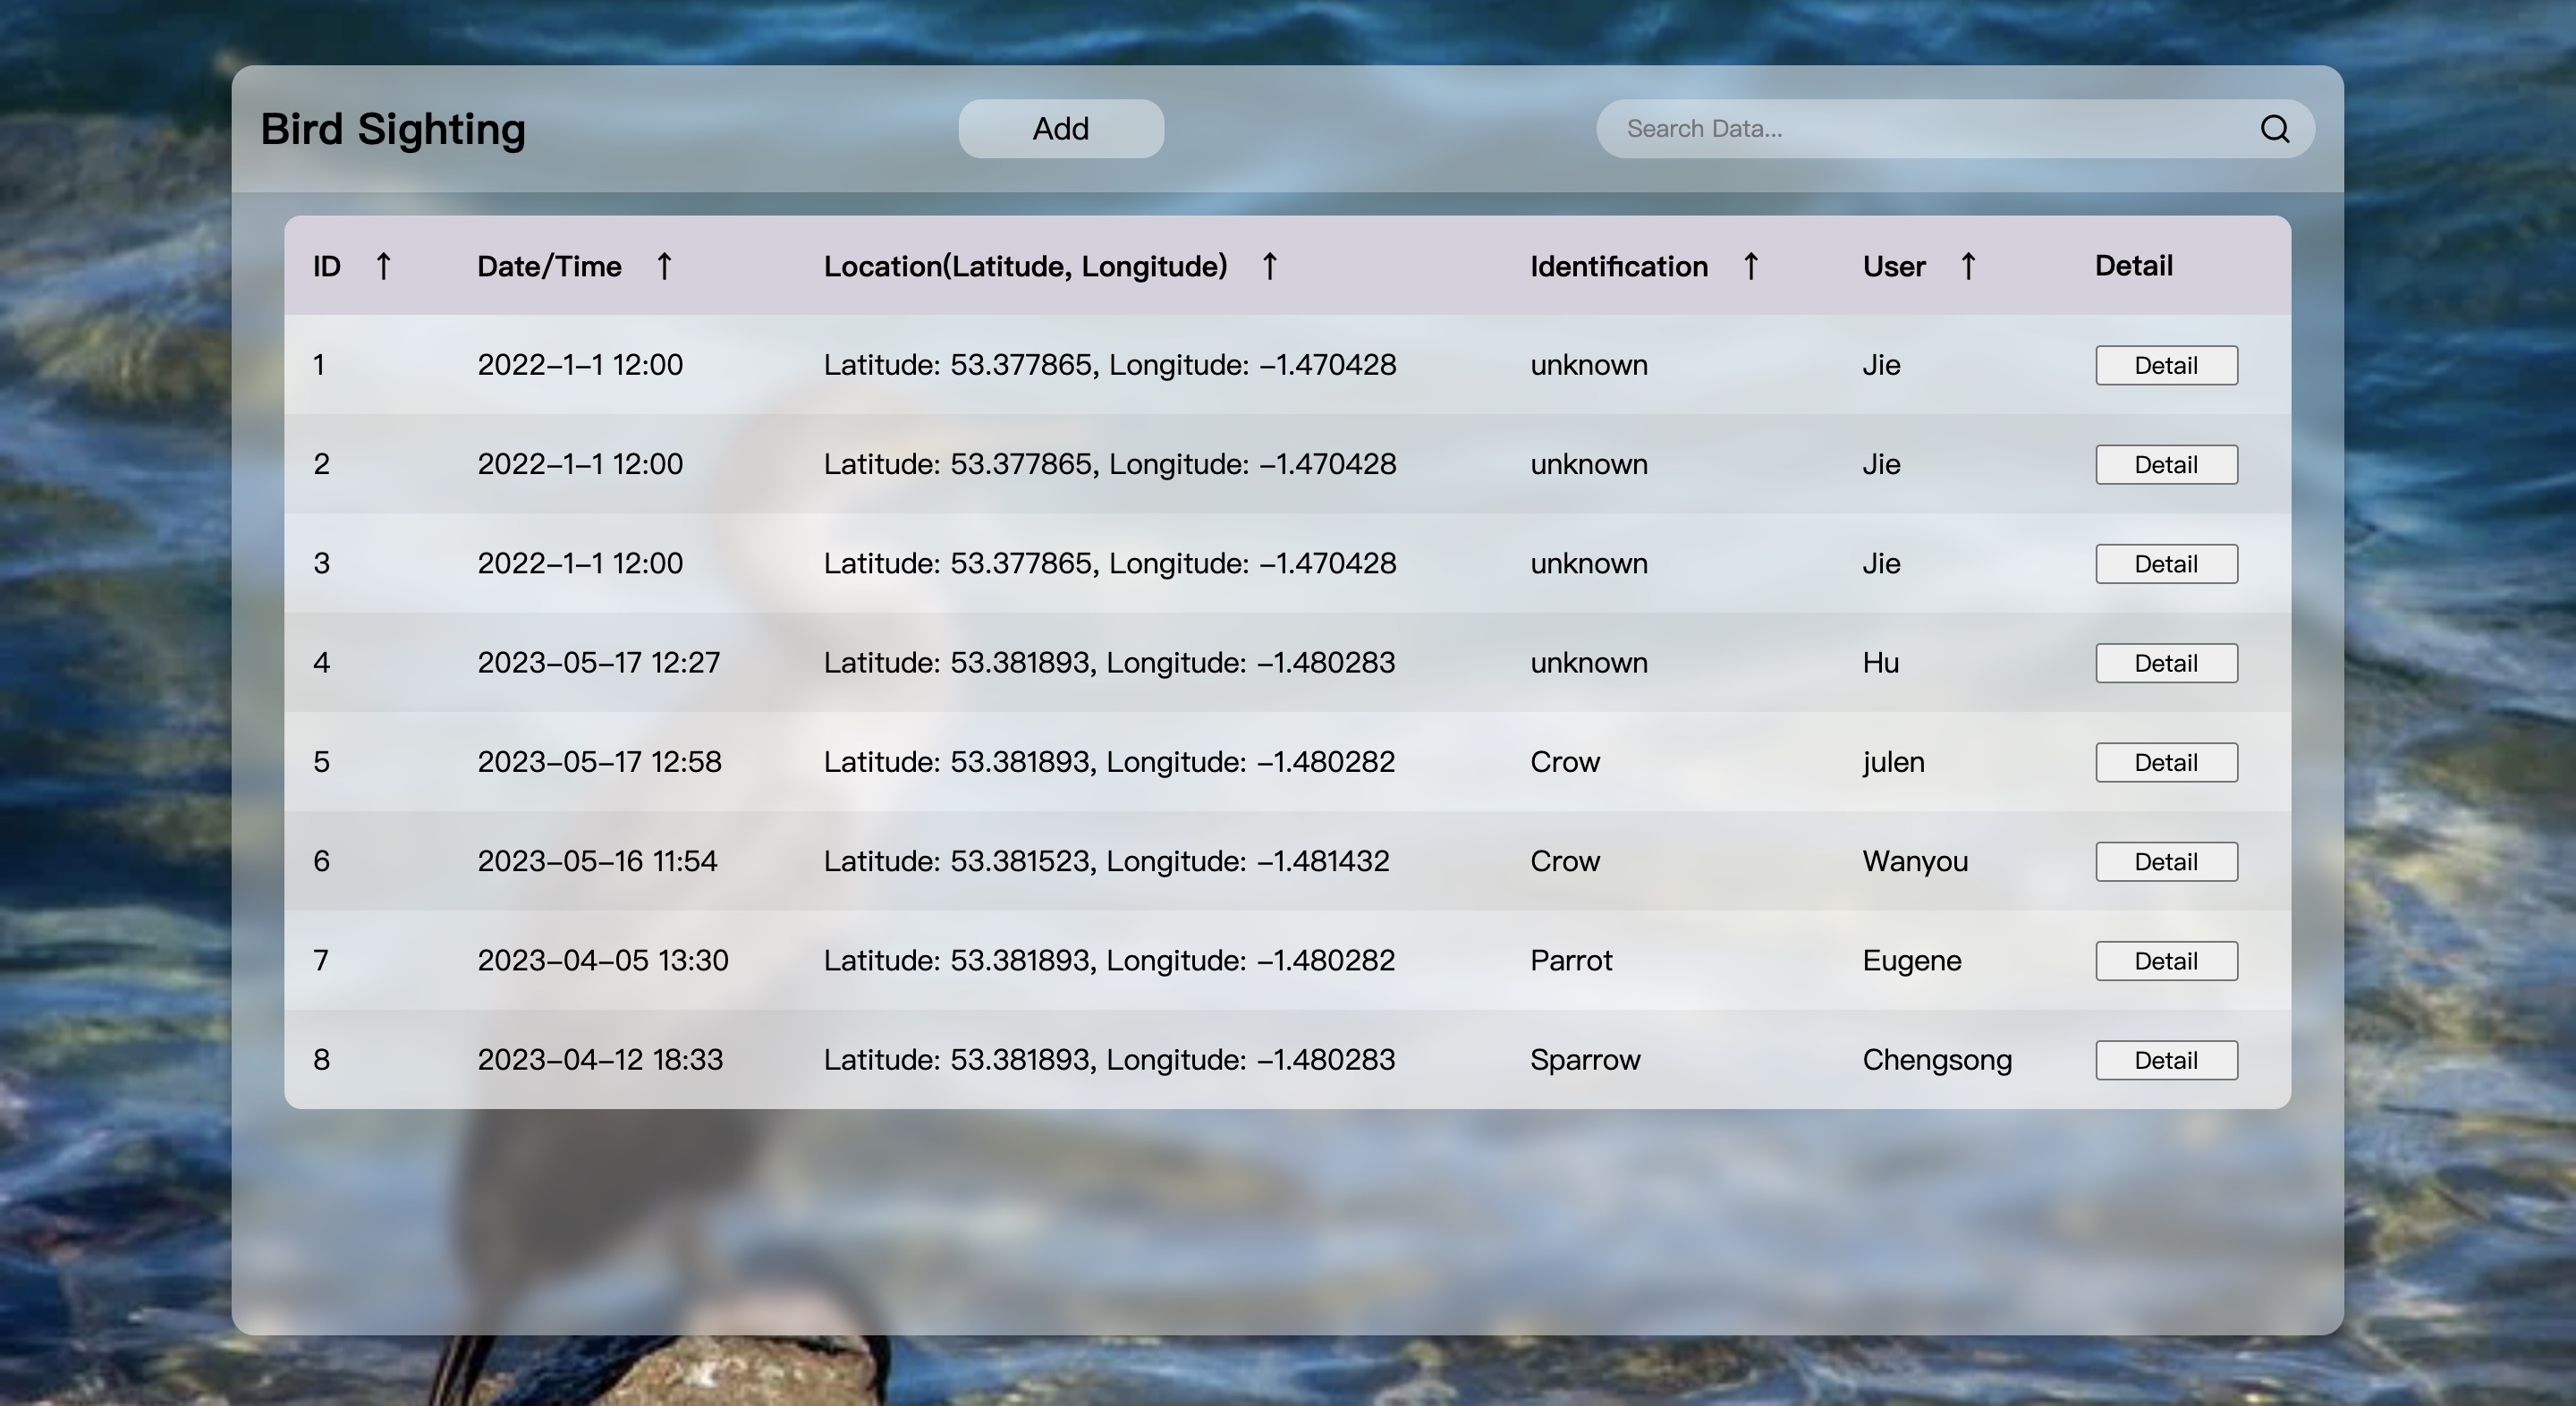 Bird Sighting Add Search Data...
ID ↑ Date/Time ↑ Location(Latitude, Longitude) ↑ Identification ↑ User ↑ Detail
1 2022–1–1 12:00 Latitude: 53.377865, Longitude: –1.470428 unknown Jie Detail
2 2022–1–1 12:00 Latitude: 53.377865, Longitude: –1.470428 unknown Jie Detail
3 2022–1–1 12:00 Latitude: 53.377865, Longitude: –1.470428 unknown Jie Detail
4 2023–05–17 12:27 Latitude: 53.381893, Longitude: –1.480283 unknown Hu Detail
5 2023–05–17 12:58 Latitude: 53.381893, Longitude: –1.480282 Crow julen Detail
6 2023–05–16 11:54 Latitude: 53.381523, Longitude: –1.481432 Crow Wanyou Detail
7 2023–04–05 13:30 Latitude: 53.381893, Longitude: –1.480282 Parrot Eugene Detail
8 2023–04–12 18:33 Latitude: 53.381893, Longitude: –1.480283 Sparrow Chengsong Detail